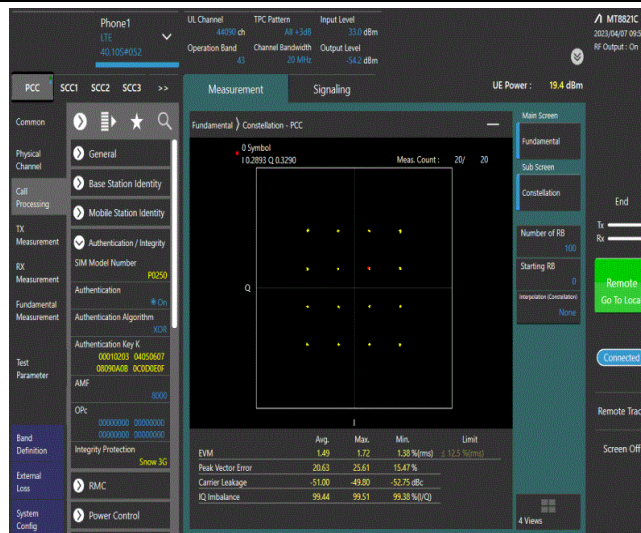 Phone1
LTE
40.105#052
UL Channel
44090 ch
TPC Pattern
All +3dB
Input Level
33.0 dBm
Operation Band
43
Channel Bandwidth
20 MHz
Output Level
-54.2 dBm
MT8821C
2023/04/07 09:5
RF Output : On
PCC
SCC1
SCC2
SCC3
>>
Measurement
Signaling
UE Power :
19.4 dBm
Common
Physical
Channel
Call
Processing
TX
Measurement
RX
Measurement
Fundamental
Measurement
Test
Parameter
Band
Definition
External
Loss
System
Config
General
Base Station Identity
Mobile Station Identity
Authentication / Integrity
SIM Model Number
P0250
Authentication
On
Authentication Algorithm
XOR
Authentication Key K
00010203 04050607
08090A0B 0C0D0E0F
AMF
8000
OPc
00000000 00000000
00000000 00000000
Integrity Protection
Snow 3G
RMC
Power Control
Fundamental
Constellation - PCC
0 Symbol
I 0.2893 Q 0.3290
Meas. Count : 20/ 20
Q
I
Avg. Max. Min. Limit
EVM 1.49 1.72 1.38 %(rms) ≤ 12.5 %(rms)
Peak Vector Error 20.63 25.61 15.47 %
Carrier Leakage -51.00 -49.80 -52.75 dBc
IQ Imbalance 99.44 99.51 99.38 %(I/Q)
Main Screen
Fundamental
Sub Screen
Constellation
Number of RB
100
Starting RB
0
Interpolation (Constellation)
None
4 Views
End
Tx
Rx
Remote
Go To Loca
Connected
Remote Trac
Screen Off